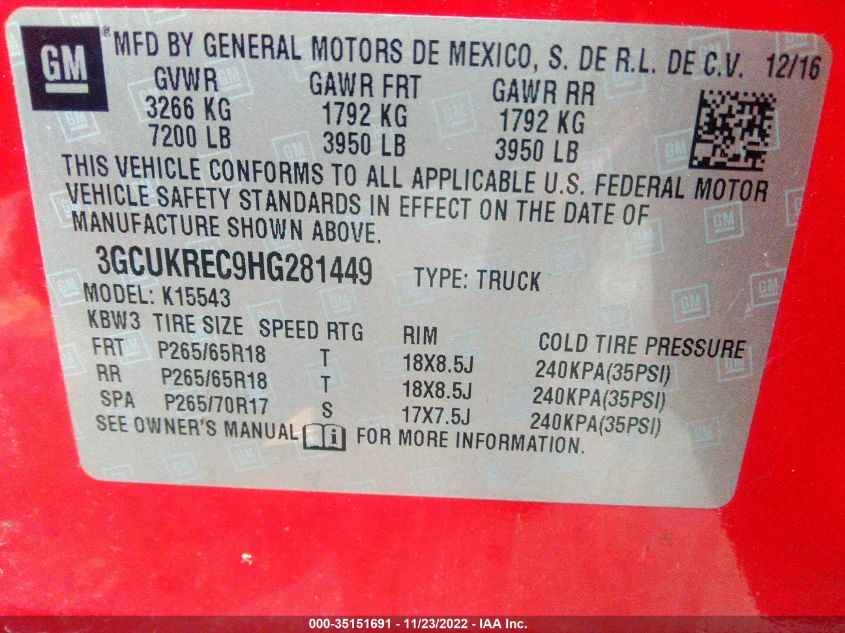 GM ® MFD BY GENERAL MOTORS DE MEXICO, S. DE R.L. DE C.V. 12/16
GVWR GAWR FRT GAWR RR
3266 KG 1792 KG 1792 KG
7200 LB 3950 LB 3950 LB
THIS VEHICLE CONFORMS TO ALL APPLICABLE U.S. FEDERAL MOTOR
VEHICLE SAFETY STANDARDS IN EFFECT ON THE DATE OF
MANUFACTURE SHOWN ABOVE.
3GCUKREC9HG281449 TYPE: TRUCK
MODEL: K15543
KBW3 TIRE SIZE SPEED RTG RIM COLD TIRE PRESSURE
FRT P265/65R18 T 18X8.5J 240KPA(35PSI)
RR P265/65R18 T 18X8.5J 240KPA(35PSI)
SPA P265/70R17 S 17X7.5J 240KPA(35PSI)
SEE OWNER'S MANUAL FOR MORE INFORMATION.
000-35151691 - 11/23/2022 - IAA Inc.